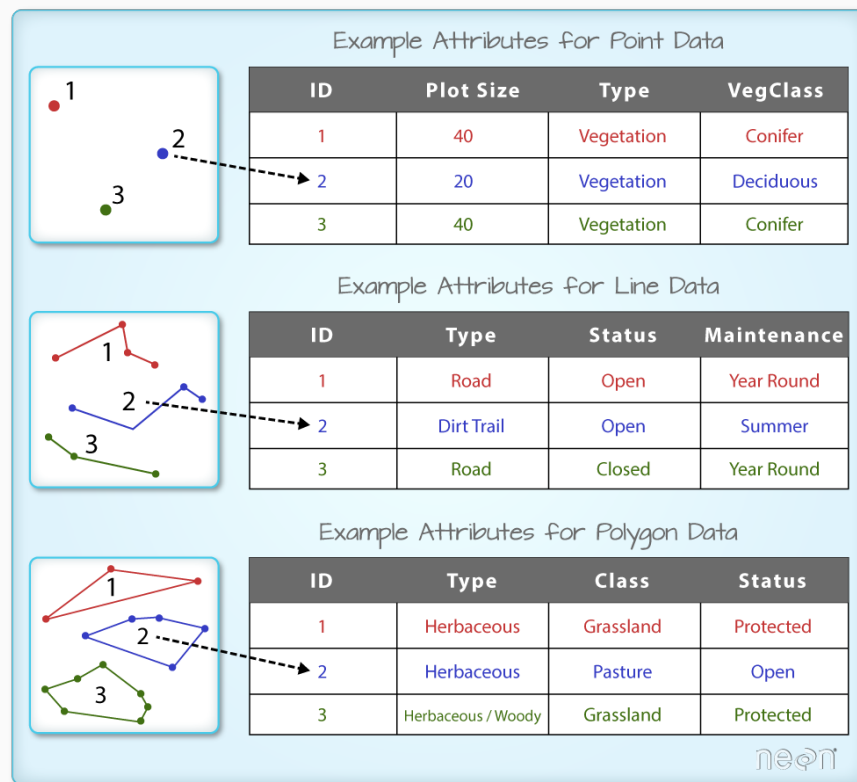 Example Attributes for Point Data
1
2
3
ID Plot Size Type VegClass
1 40 Vegetation Conifer
2 20 Vegetation Deciduous
3 40 Vegetation Conifer
Example Attributes for Line Data
1
2
3
ID Type Status Maintenance
1 Road Open Year Round
2 Dirt Trail Open Summer
3 Road Closed Year Round
Example Attributes for Polygon Data
1
2
3
ID Type Class Status
1 Herbaceous Grassland Protected
2 Herbaceous Pasture Open
3 Herbaceous / Woody Grassland Protected
neon